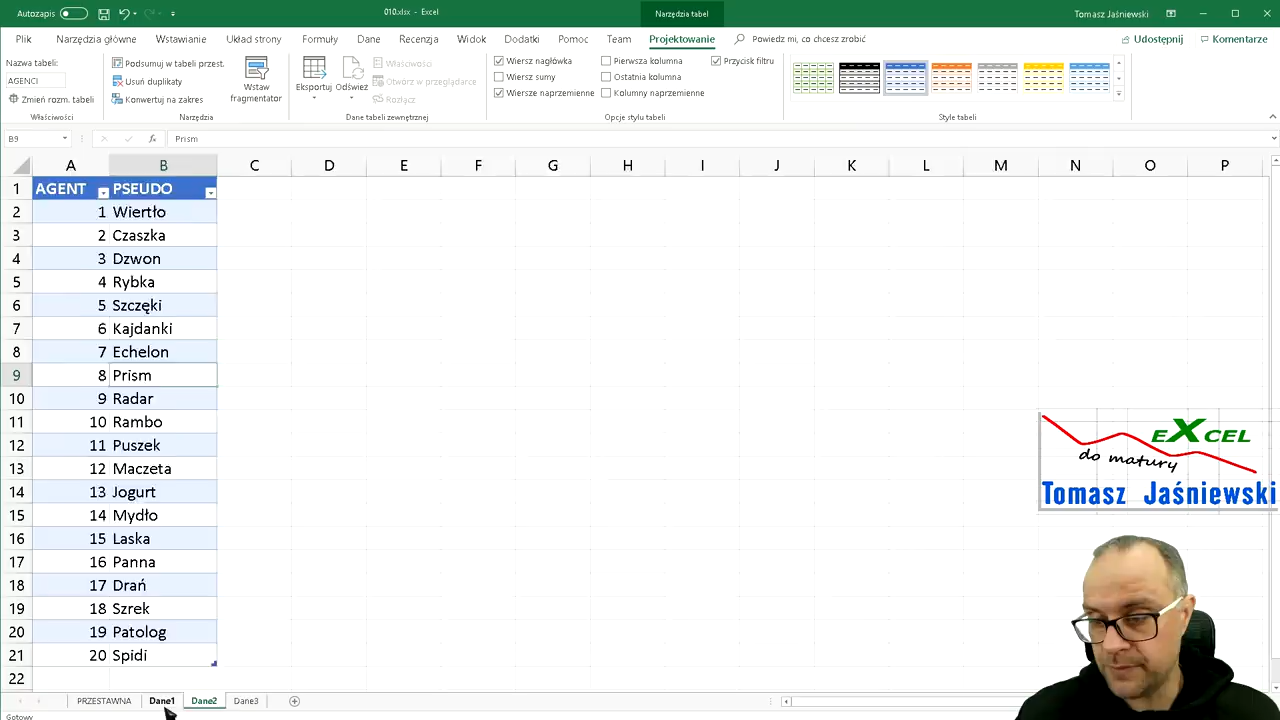 Autozapis
010.xlsx - Excel
Narzędzia tabel
Tomasz Jaśniewski
Plik Narzędzia główne Wstawianie Układ strony Formuły Dane Recenzja Widok Dodatki Pomoc Team Projektowanie Powiedz mi, co chcesz zrobić Udostępnij Komentarze
Nazwa tabeli:
AGENCI
Zmień rozm. tabeli
Właściwości
Podsumuj w tabeli przest.
Usuń
Konwertuj na
Wstaw
fragmentator
Narzędzia
Eksportuj Odśwież
Właściwości
Otwórz w przeglądarce
Rozłącz
Dane tabeli zewnętrznej
Wiersz nagłówka Pierwsza kolumna Przycisk filtru
Wiersz sumy Ostatnia kolumna
Wiersze naprzemienne Kolumny naprzemienne
Opcje stylu tabeli
Style tabeli
B9 fx Prism
A B C D E F G H I J K L M N O P
1 AGENT PSEUDO
2 1 Wiertło
3 2 Czaszka
4 3 Dzwon
5 4 Rybka
6 5 Szczęki
7 6 Kajdanki
8 7 Echelon
9 8 Prism
10 9 Radar
11 10 Rambo
12 11 Puszek
13 12 Maczeta
14 13 Jogurt
15 14 Mydło
16 15 Laska
17 16 Panna
18 17 Drań
19 18 Szrek
20 19 Patolog
21 20 Spidi
22
EXCEL
do matury
Tomasz Jaśniewski
PRZESTAWNA Dane1 Dane2 Dane3
Gotowy